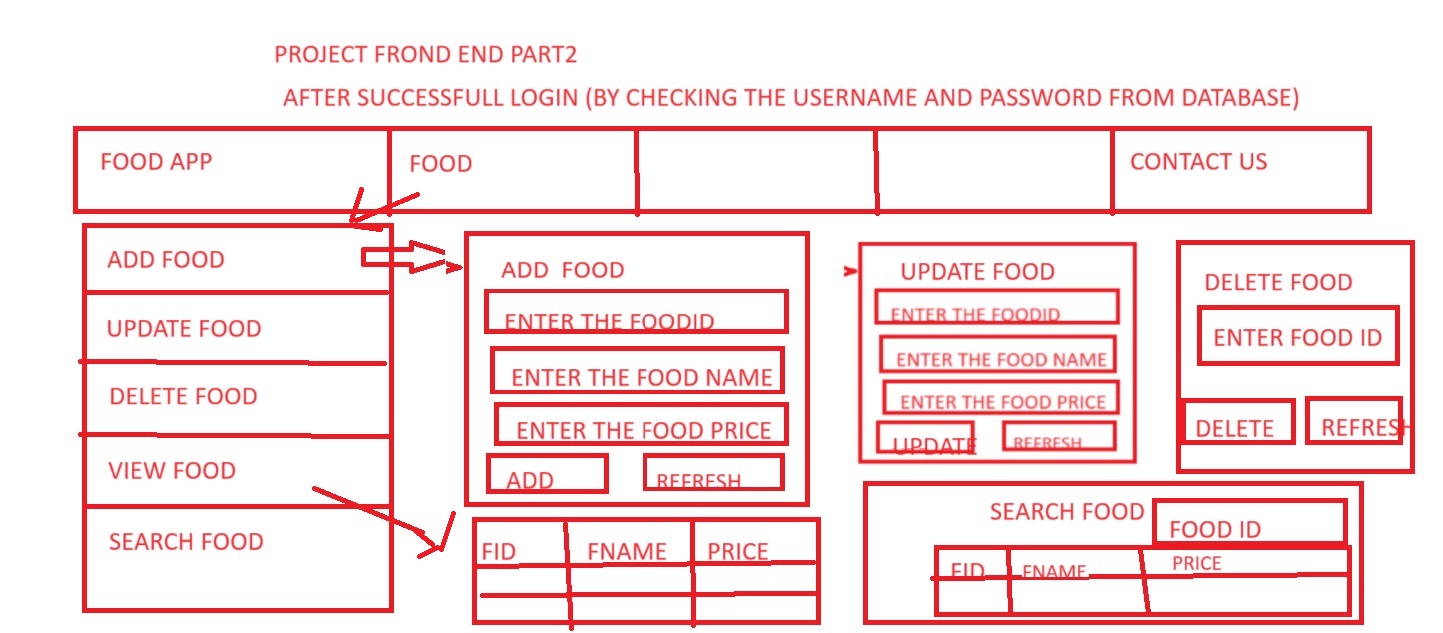 PROJECT FROND END PART2
AFTER SUCCESSFULL LOGIN (BY CHECKING THE USERNAME AND PASSWORD FROM DATABASE)
FOOD APP
FOOD
CONTACT US
ADD FOOD
UPDATE FOOD
DELETE FOOD
VIEW FOOD
SEARCH FOOD
ADD FOOD
ENTER THE FOODID
ENTER THE FOOD NAME
ENTER THE FOOD PRICE
ADD
REFRESH
UPDATE FOOD
ENTER THE FOODID
ENTER THE FOOD NAME
ENTER THE FOOD PRICE
UPDATE
REFRESH
DELETE FOOD
ENTER FOOD ID
DELETE
REFRESH
FID
FNAME
PRICE
SEARCH FOOD
FOOD ID
FID
FNAME
PRICE